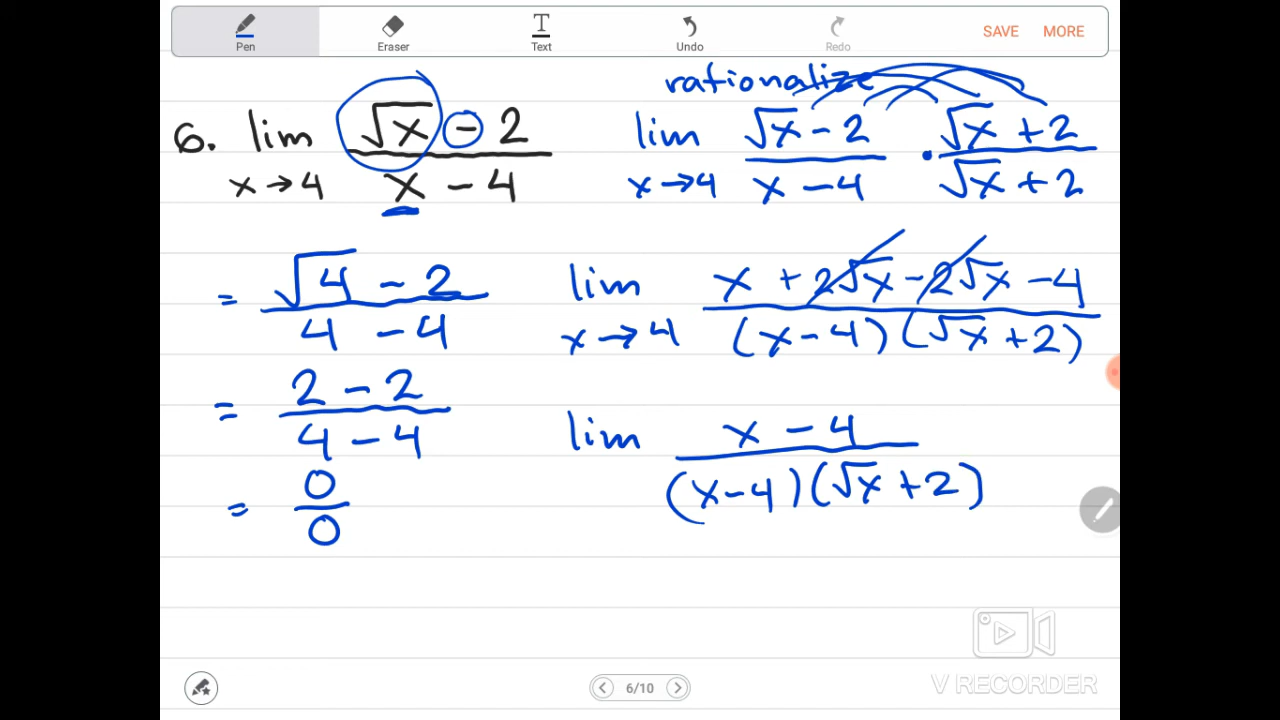 Pen Eraser Text Undo Redo SAVE MORE
rationalize
6. lim x→4 (√x − 2)/(x − 4)
lim x→4 (√x − 2)/(x − 4) · (√x + 2)/(√x + 2)
= (√4 − 2)/(4 − 4)
lim x→4 (x + 2√x − 2√x − 4)/((x − 4)(√x + 2))
= (2 − 2)/(4 − 4)
lim (x − 4)/((x − 4)(√x + 2))
= 0/0
6/10
V RECORDER